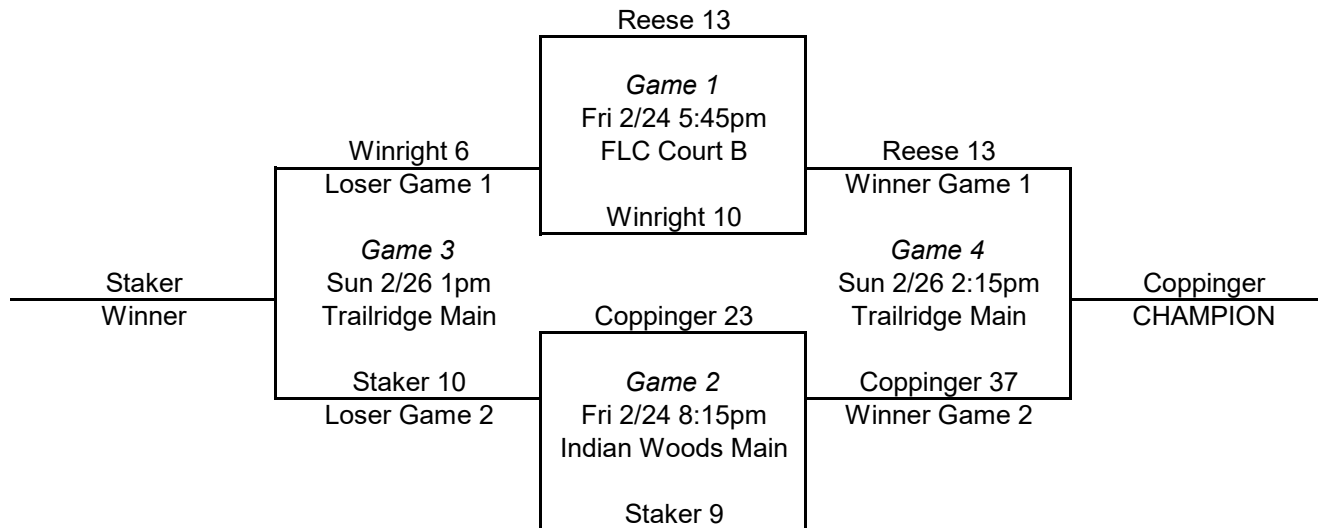 Reese 13
Game 1
Fri 2/24 5:45pm
FLC Court B
Winright 6
Loser Game 1
Reese 13
Winner Game 1
Winright 10
Game 3
Sun 2/26 1pm
Trailridge Main
Game 4
Sun 2/26 2:15pm
Trailridge Main
Staker
Winner
Coppinger
CHAMPION
Coppinger 23
Game 2
Fri 2/24 8:15pm
Indian Woods Main
Staker 10
Loser Game 2
Coppinger 37
Winner Game 2
Staker 9